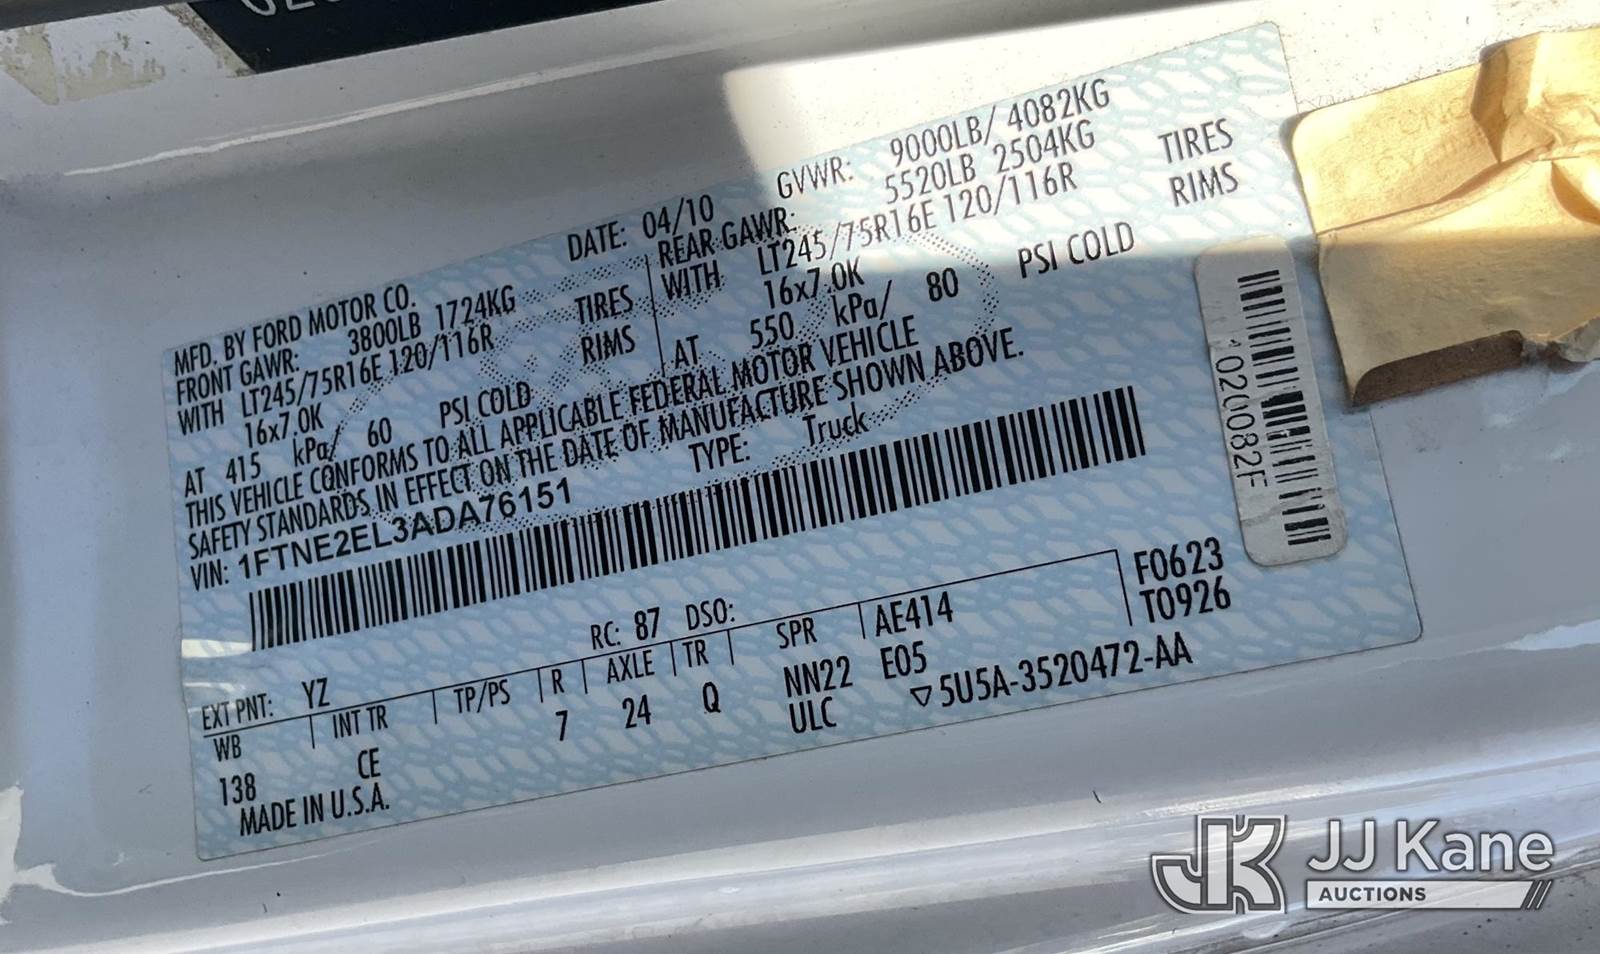 MFD. BY FORD MOTOR CO.
DATE: 04/10
GVWR: 9000LB/ 4082KG
FRONT GAWR: 3800LB 1724KG
REAR GAWR: 5520LB 2504KG
WITH LT245/75R16E 120/116R TIRES
WITH LT245/75R16E 120/116R TIRES
16x7.0K RIMS
16x7.0K RIMS
AT 415 kPa/ 60 PSI COLD
AT 550 kPa/ 80 PSI COLD
THIS VEHICLE CONFORMS TO ALL APPLICABLE FEDERAL MOTOR VEHICLE
SAFETY STANDARDS IN EFFECT ON THE DATE OF MANUFACTURE SHOWN ABOVE.
VIN: 1FTNE2EL3ADA76151
TYPE: Truck
F0623
T0926
RC: 87 DSO:
EXT PNT: YZ
WB INT TR TP/PS R AXLE TR SPR AE414
138 CE 7 24 Q NN22 E05
ULC
MADE IN U.S.A.
▽5U5A-3520472-AA
1020082F
JJ Kane
AUCTIONS